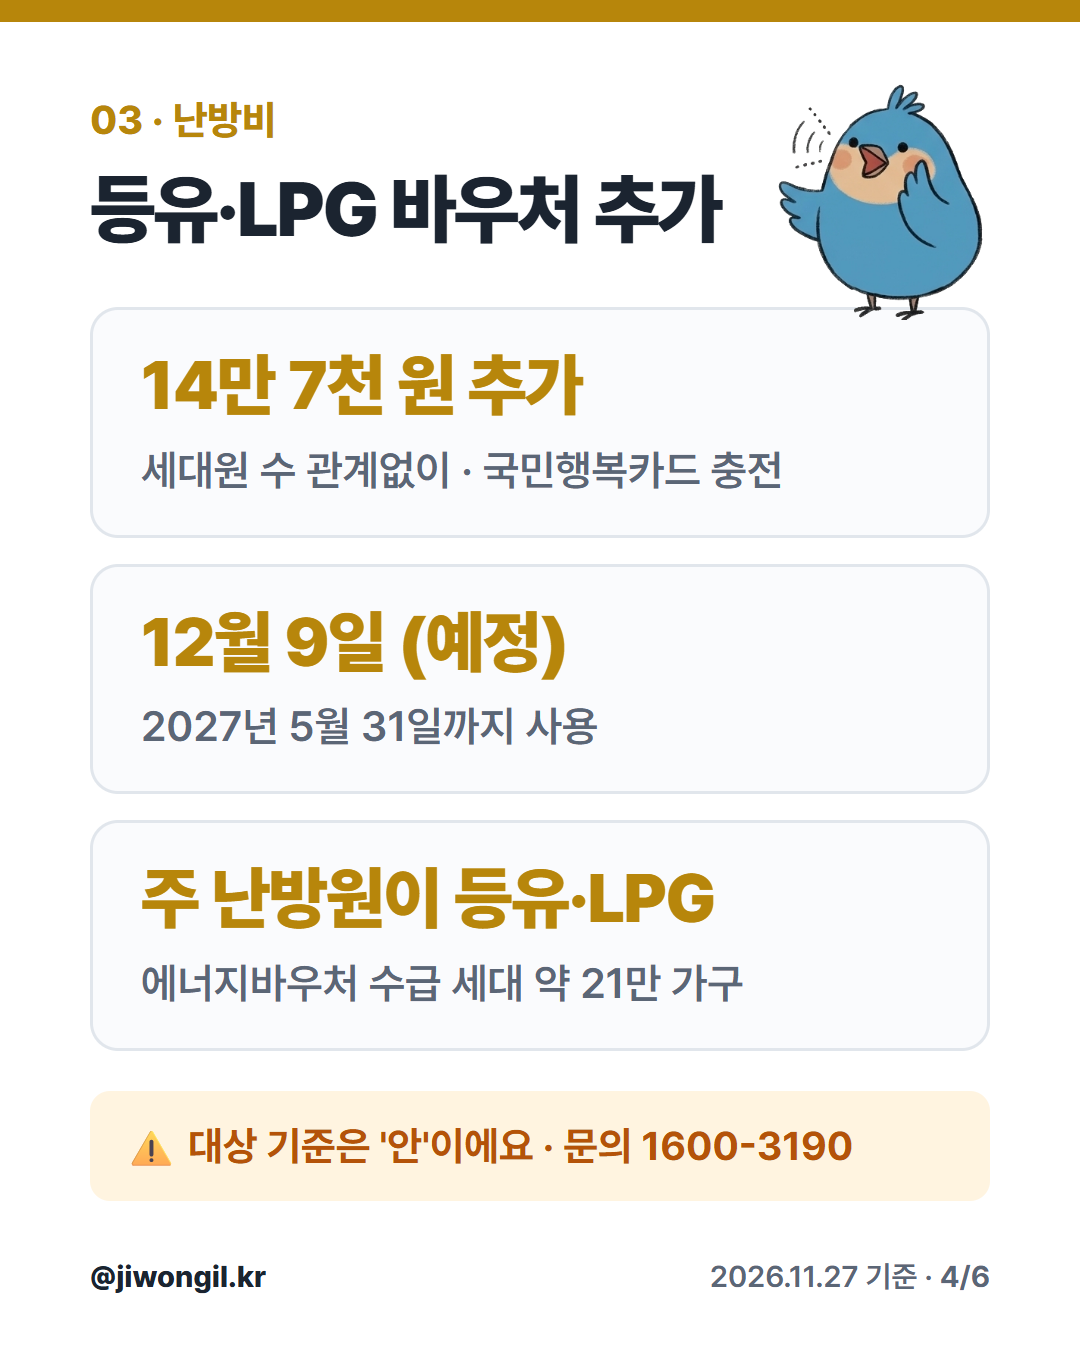 03 · 난방비
등유·LPG 바우처 추가
14만 7천 원 추가
세대원 수 관계없이 · 국민행복카드 충전
12월 9일 (예정)
2027년 5월 31일까지 사용
주 난방원이 등유·LPG
에너지바우처 수급 세대 약 21만 가구
⚠️ 대상 기준은 '안'이에요 · 문의 1600-3190
@jiwongil.kr
2026.11.27 기준 · 4/6